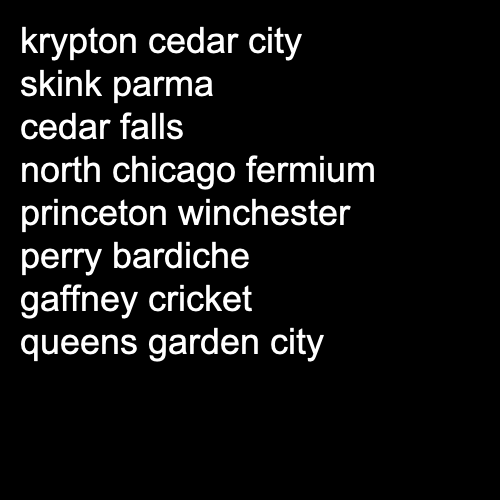 krypton cedar city
skink parma
cedar falls
north chicago fermium
princeton winchester
perry bardiche
gaffney cricket
queens garden city